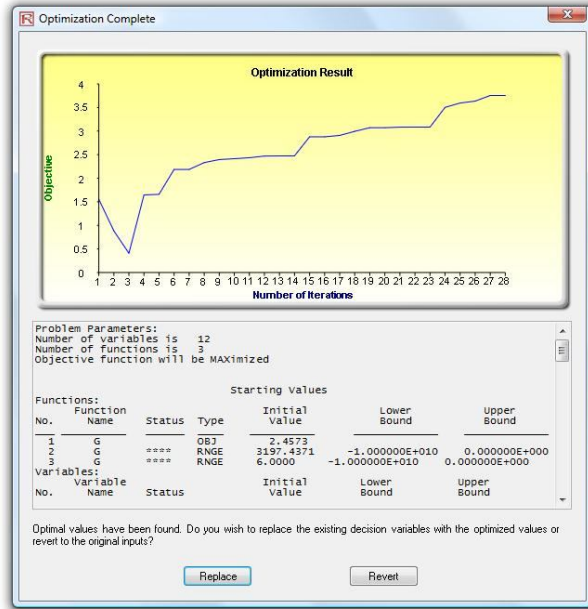 Optimization Complete
Optimization Result
Objective
4
3.5
3
2.5
2
1.5
1
0.5
0
1 2 3 4 5 6 7 8 9 10 11 12 13 14 15 16 17 18 19 20 21 22 23 24 25 26 27 28
Number of Iterations
Problem Parameters:
Number of variables is 12
Number of functions is 3
Objective function will be MAXimized
Starting Values
Functions:
Function Initial Lower Upper
No. Name Status Type Value Bound Bound
1 G OBJ 2.4573
2 G **** RNGE 3197.4371 -1.000000E+010 0.000000E+000
3 G **** RNGE 6.0000 -1.000000E+010 0.000000E+000
Variables:
Variable Initial Lower Upper
No. Name Status Value Bound Bound
Optimal values have been found. Do you wish to replace the existing decision variables with the optimized values or
revert to the original inputs?
Replace Revert